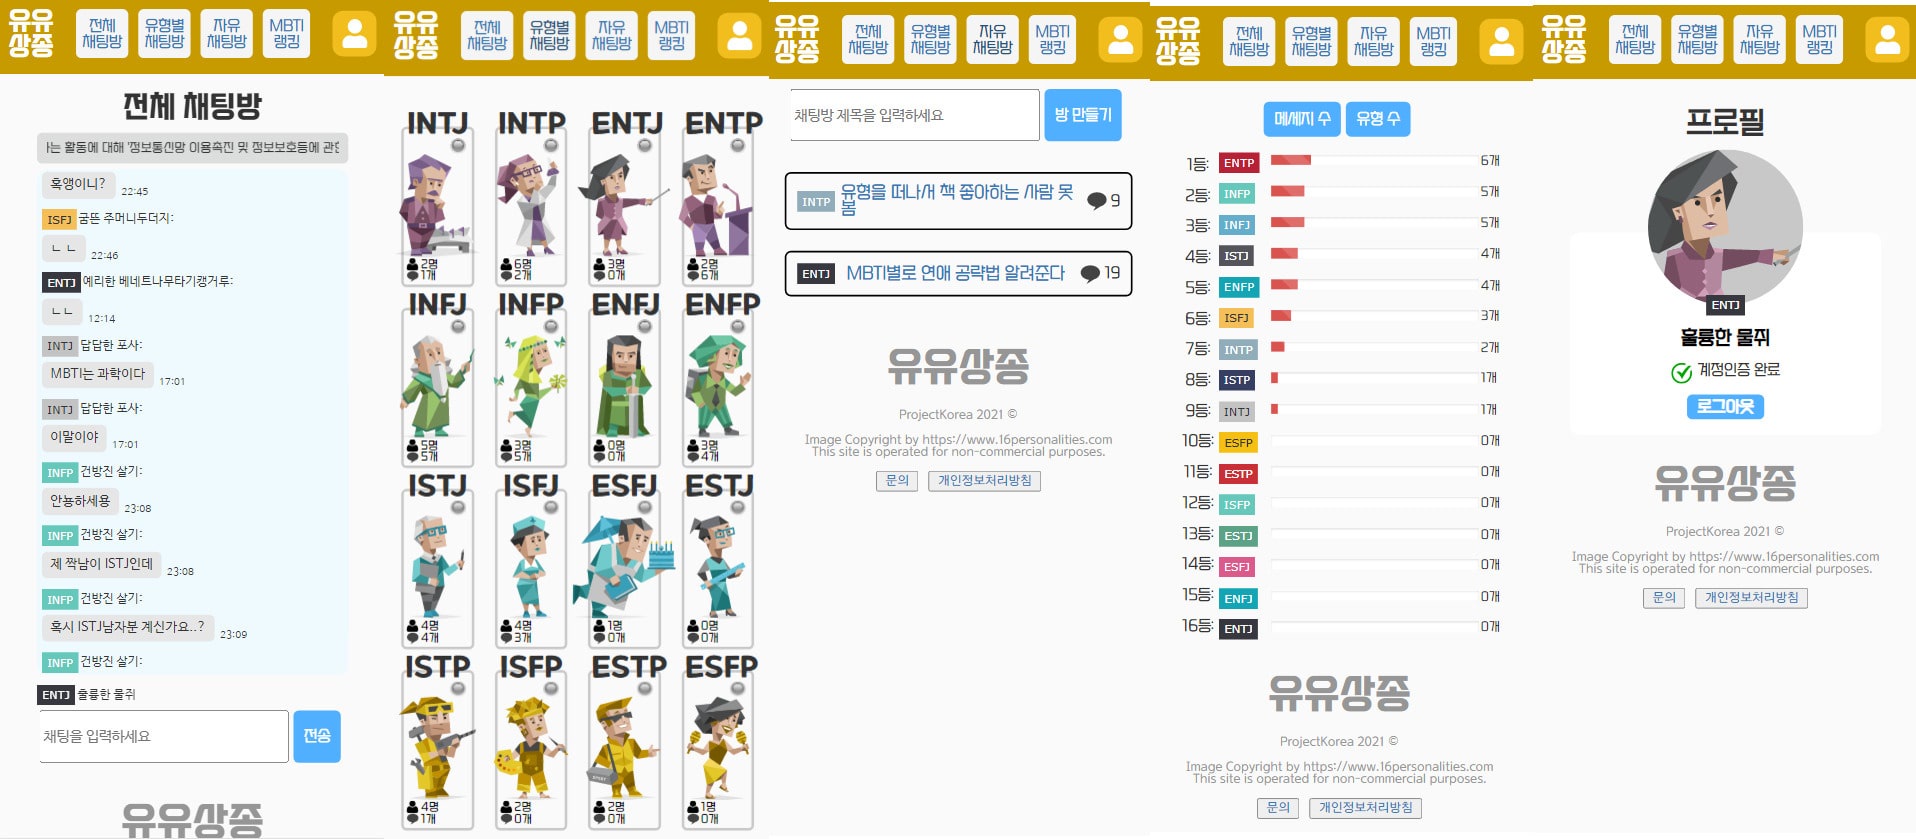 유유
상종
전체
채팅방
유형별
채팅방
자유
채팅방
MBTI
랭킹
전체 채팅방
는 활동에 대해 '정보통신망 이용촉진 및 정보보호등에 관한
혹앵이니?
22:45
ISFJ 굼뜬 주머니두더지:
ㄴ ㄴ
22:46
ENTJ 예리한 베네트나무타기캥거루:
ㄴㄴ
12:14
INTJ 답답한 포사:
MBTI는 과학이다
17:01
INTJ 답답한 포사:
이말이야
17:01
INFP 건방진 살기:
안뇽하세용
23:08
INFP 건방진 살기:
제 짝남이 ISTJ인데
23:08
INFP 건방진 살기:
혹시 ISTJ남자분 계신가요..?
23:09
INFP 건방진 살기:
ENTJ 훌륭한 물쥐
채팅을 입력하세요
전송
유유상종
유유
상종
전체
채팅방
유형별
채팅방
자유
채팅방
MBTI
랭킹
INTJ INTP ENTJ ENTP
2명 6명 3명 2명
1개 2개 0개 6개
INFJ INFP ENFJ ENFP
5명 3명 0명 3명
5개 5개 0개 4개
ISTJ ISFJ ESFJ ESTJ
4명 4명 1명 0명
4개 3개 0개 0개
ISTP ISFP ESTP ESFP
4명 2명 2명 1명
1개 0개 0개 0개
유유
상종
전체
채팅방
유형별
채팅방
자유
채팅방
MBTI
랭킹
채팅방 제목을 입력하세요
방 만들기
INTP 유형을 떠나서 책 좋아하는 사람 못
봄
9
ENTJ MBTI별로 연애 공략법 알려준다 19
유유상종
ProjectKorea 2021 ©
Image Copyright by https://www.16personalities.com
This site is operated for non-commercial purposes.
문의 개인정보처리방침
유유
상종
전체
채팅방
유형별
채팅방
자유
채팅방
MBTI
랭킹
메세지 수 유형 수
1등: ENTP 6개
2등: INFP 5개
3등: INFJ 5개
4등: ISTJ 4개
5등: ENFP 4개
6등: ISFJ 3개
7등: INTP 2개
8등: ISTP 1개
9등: INTJ 1개
10등: ESFP 0개
11등: ESTP 0개
12등: ISFP 0개
13등: ESTJ 0개
14등: ESFJ 0개
15등: ENFJ 0개
16등: ENTJ 0개
유유상종
ProjectKorea 2021 ©
Image Copyright by https://www.16personalities.com
This site is operated for non-commercial purposes.
문의 개인정보처리방침
유유
상종
전체
채팅방
유형별
채팅방
자유
채팅방
MBTI
랭킹
프로필
ENTJ
훌륭한 물쥐
계정인증 완료
로그아웃
유유상종
ProjectKorea 2021 ©
Image Copyright by https://www.16personalities.com
This site is operated for non-commercial purposes.
문의 개인정보처리방침